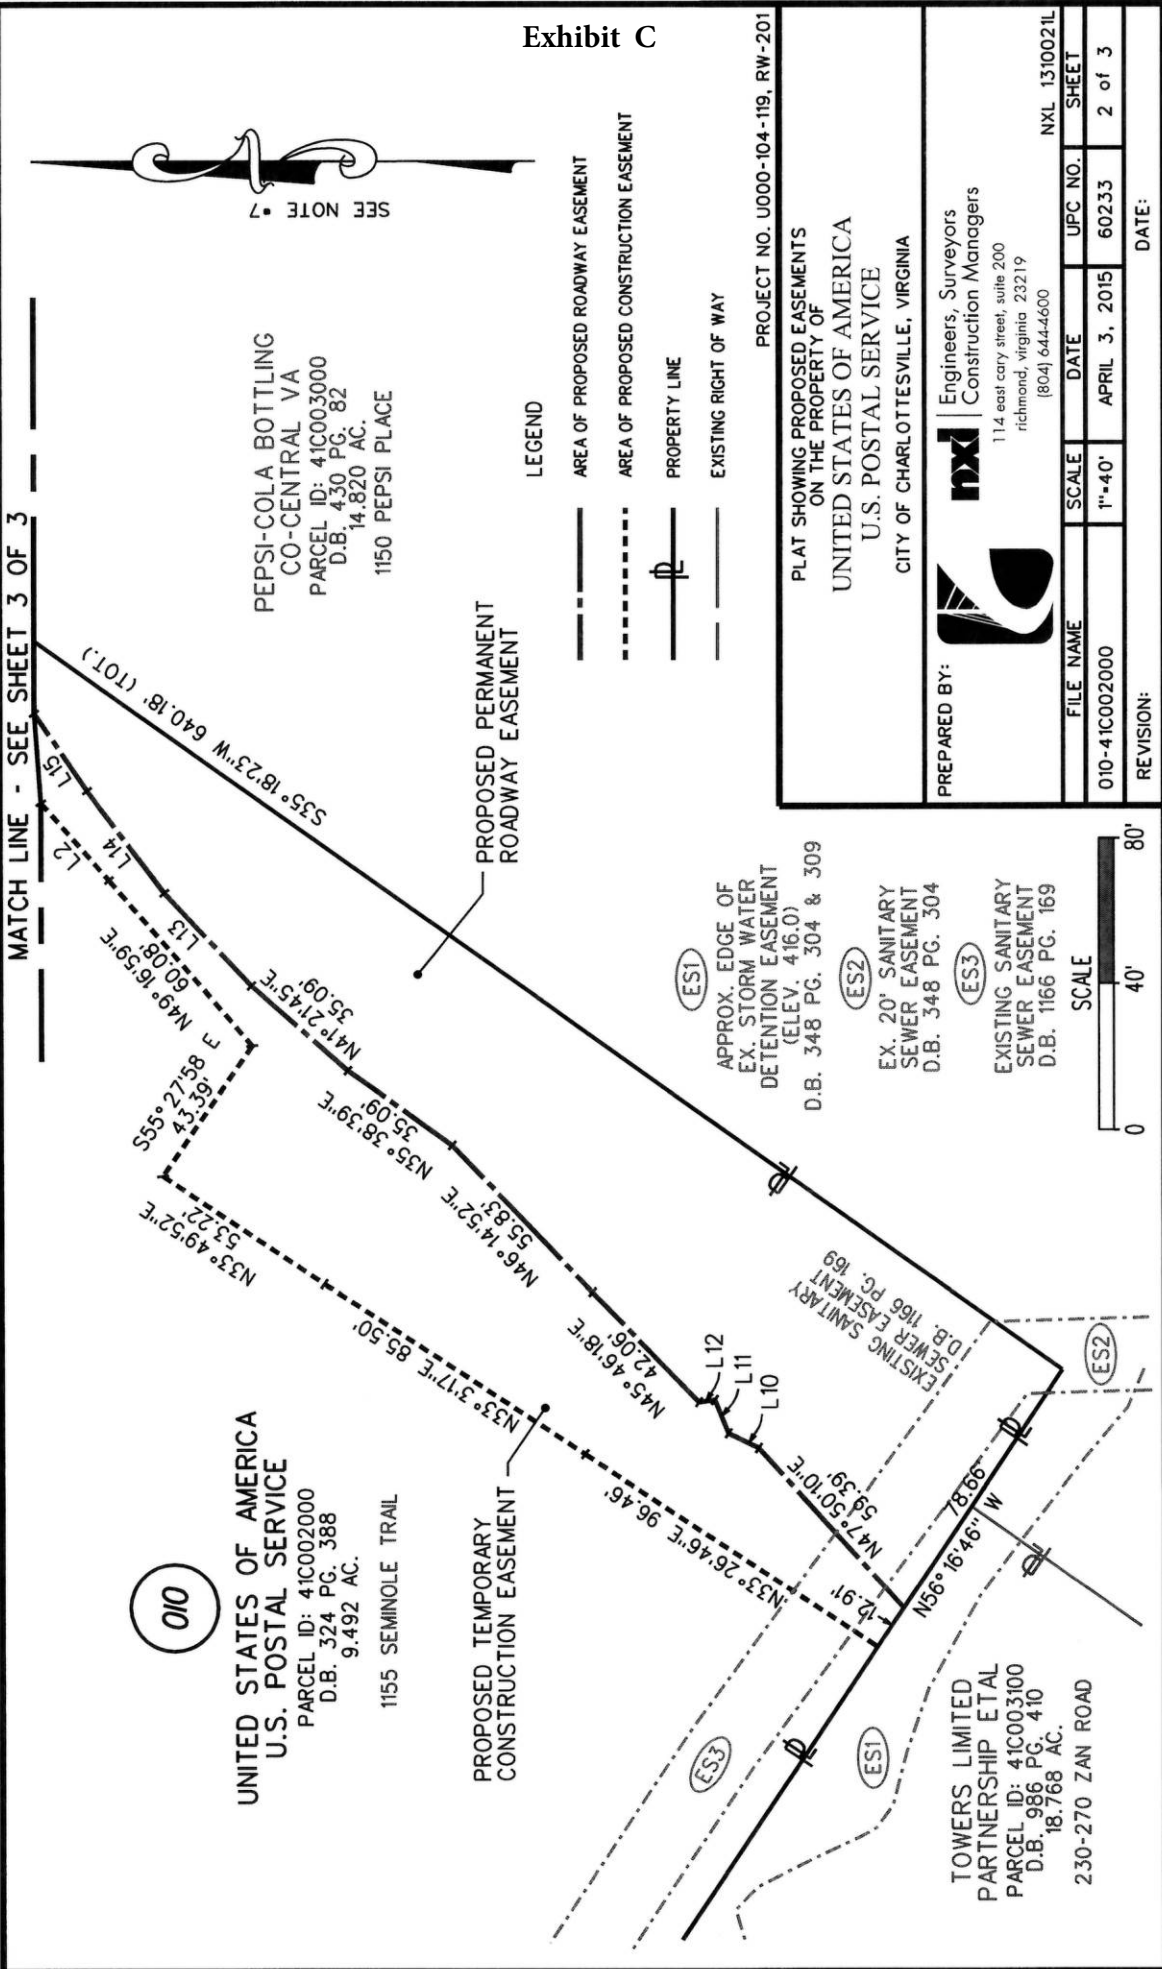 Exhibit C
MATCH LINE - SEE SHEET 3 OF 3
SEE NOTE •7
010
UNITED STATES OF AMERICA
U.S. POSTAL SERVICE
PARCEL ID: 41C002000
D.B. 324 PG. 388
9.492 AC.
1155 SEMINOLE TRAIL
PEPSI-COLA BOTTLING
CO-CENTRAL VA
PARCEL ID: 41C003000
D.B. 430 PG. 82
14.820 AC.
1150 PEPSI PLACE
L15
L2
L14
L13
N49° 16'59"E
60.08'
S55° 27'58 E
43.39'
N33° 49'52"E
53.22'
N33° 3'17"E 85.50'
N33° 26'46"E 96.46'
S35° 18'23"W 640.18' (TOT.)
N41° 21'45"E
35.09'
N35° 38'39"E
35.09'
N46° 14'52"E
55.83'
N45° 46'18"E
42.06'
L12
L11
L10
N47° 50'10"E
59.39'
12.91'
78.66'
N56° 16'46" W
PROPOSED PERMANENT
ROADWAY EASEMENT
PROPOSED TEMPORARY
CONSTRUCTION EASEMENT
EXISTING SANITARY
SEWER EASEMENT
D.B. 1166 PG. 169
ES3
ES1
ES2
TOWERS LIMITED
PARTNERSHIP ETAL
PARCEL ID: 41C003100
D.B. 986 PG. 410
18.768 AC.
230-270 ZAN ROAD
LEGEND
AREA OF PROPOSED ROADWAY EASEMENT
AREA OF PROPOSED CONSTRUCTION EASEMENT
PROPERTY LINE
EXISTING RIGHT OF WAY
ES1
APPROX. EDGE OF
EX. STORM WATER
DETENTION EASEMENT
(ELEV. 416.0)
D.B. 348 PG. 304 & 309
ES2
EX. 20' SANITARY
SEWER EASEMENT
D.B. 348 PG. 304
ES3
EXISTING SANITARY
SEWER EASEMENT
D.B. 1166 PG. 169
SCALE
0 40' 80'
PROJECT NO. U000-104-119, RW-201
PLAT SHOWING PROPOSED EASEMENTS
ON THE PROPERTY OF
UNITED STATES OF AMERICA
U.S. POSTAL SERVICE
CITY OF CHARLOTTESVILLE, VIRGINIA
PREPARED BY:
nxl
Engineers, Surveyors
Construction Managers
114 east cary street, suite 200
richmond, virginia 23219
(804) 644-4600
NXL 1310021L
FILE NAME SCALE DATE UPC NO. SHEET
010-41C002000 1"=40' APRIL 3, 2015 60233 2 of 3
REVISION: DATE: